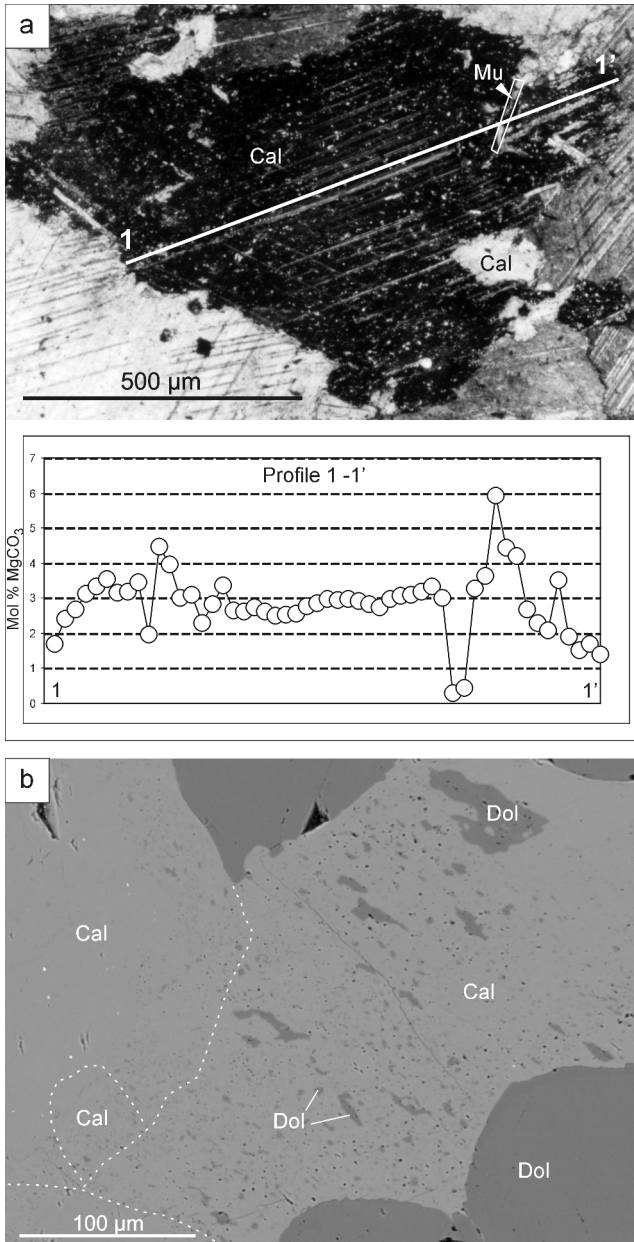 a
Mu
1'
Cal
1
Cal
500 µm
Profile 1 -1’
Mol % MgCO3
7
6
5
4
3
2
1
0
1
1’
b
Dol
Cal
Cal
Cal
Dol
Dol
100 µm